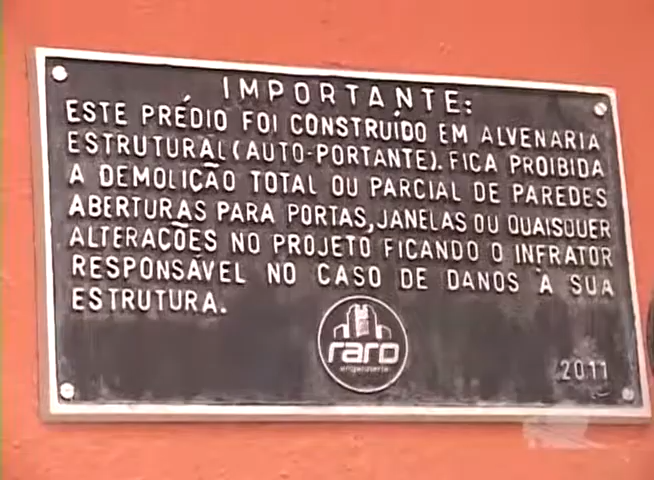 IMPORTANTE:
ESTE PRÉDIO FOI CONSTRUÍDO EM ALVENARIA
ESTRUTURAL (AUTO-PORTANTE). FICA PROIBIDA
A DEMOLIÇÃO TOTAL OU PARCIAL DE PAREDES
ABERTURAS PARA PORTAS, JANELAS OU QUAISQUER
ALTERAÇÕES NO PROJETO FICANDO O INFRATOR
RESPONSÁVEL NO CASO DE DANOS À SUA
ESTRUTURA.
raro
engenharia
2011